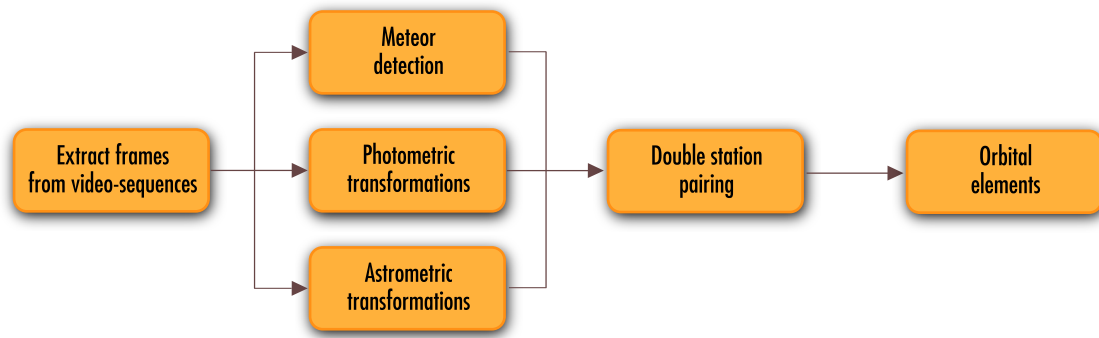 Extract frames
from video-sequences
Meteor
detection
Photometric
transformations
Astrometric
transformations
Double station
pairing
Orbital
elements